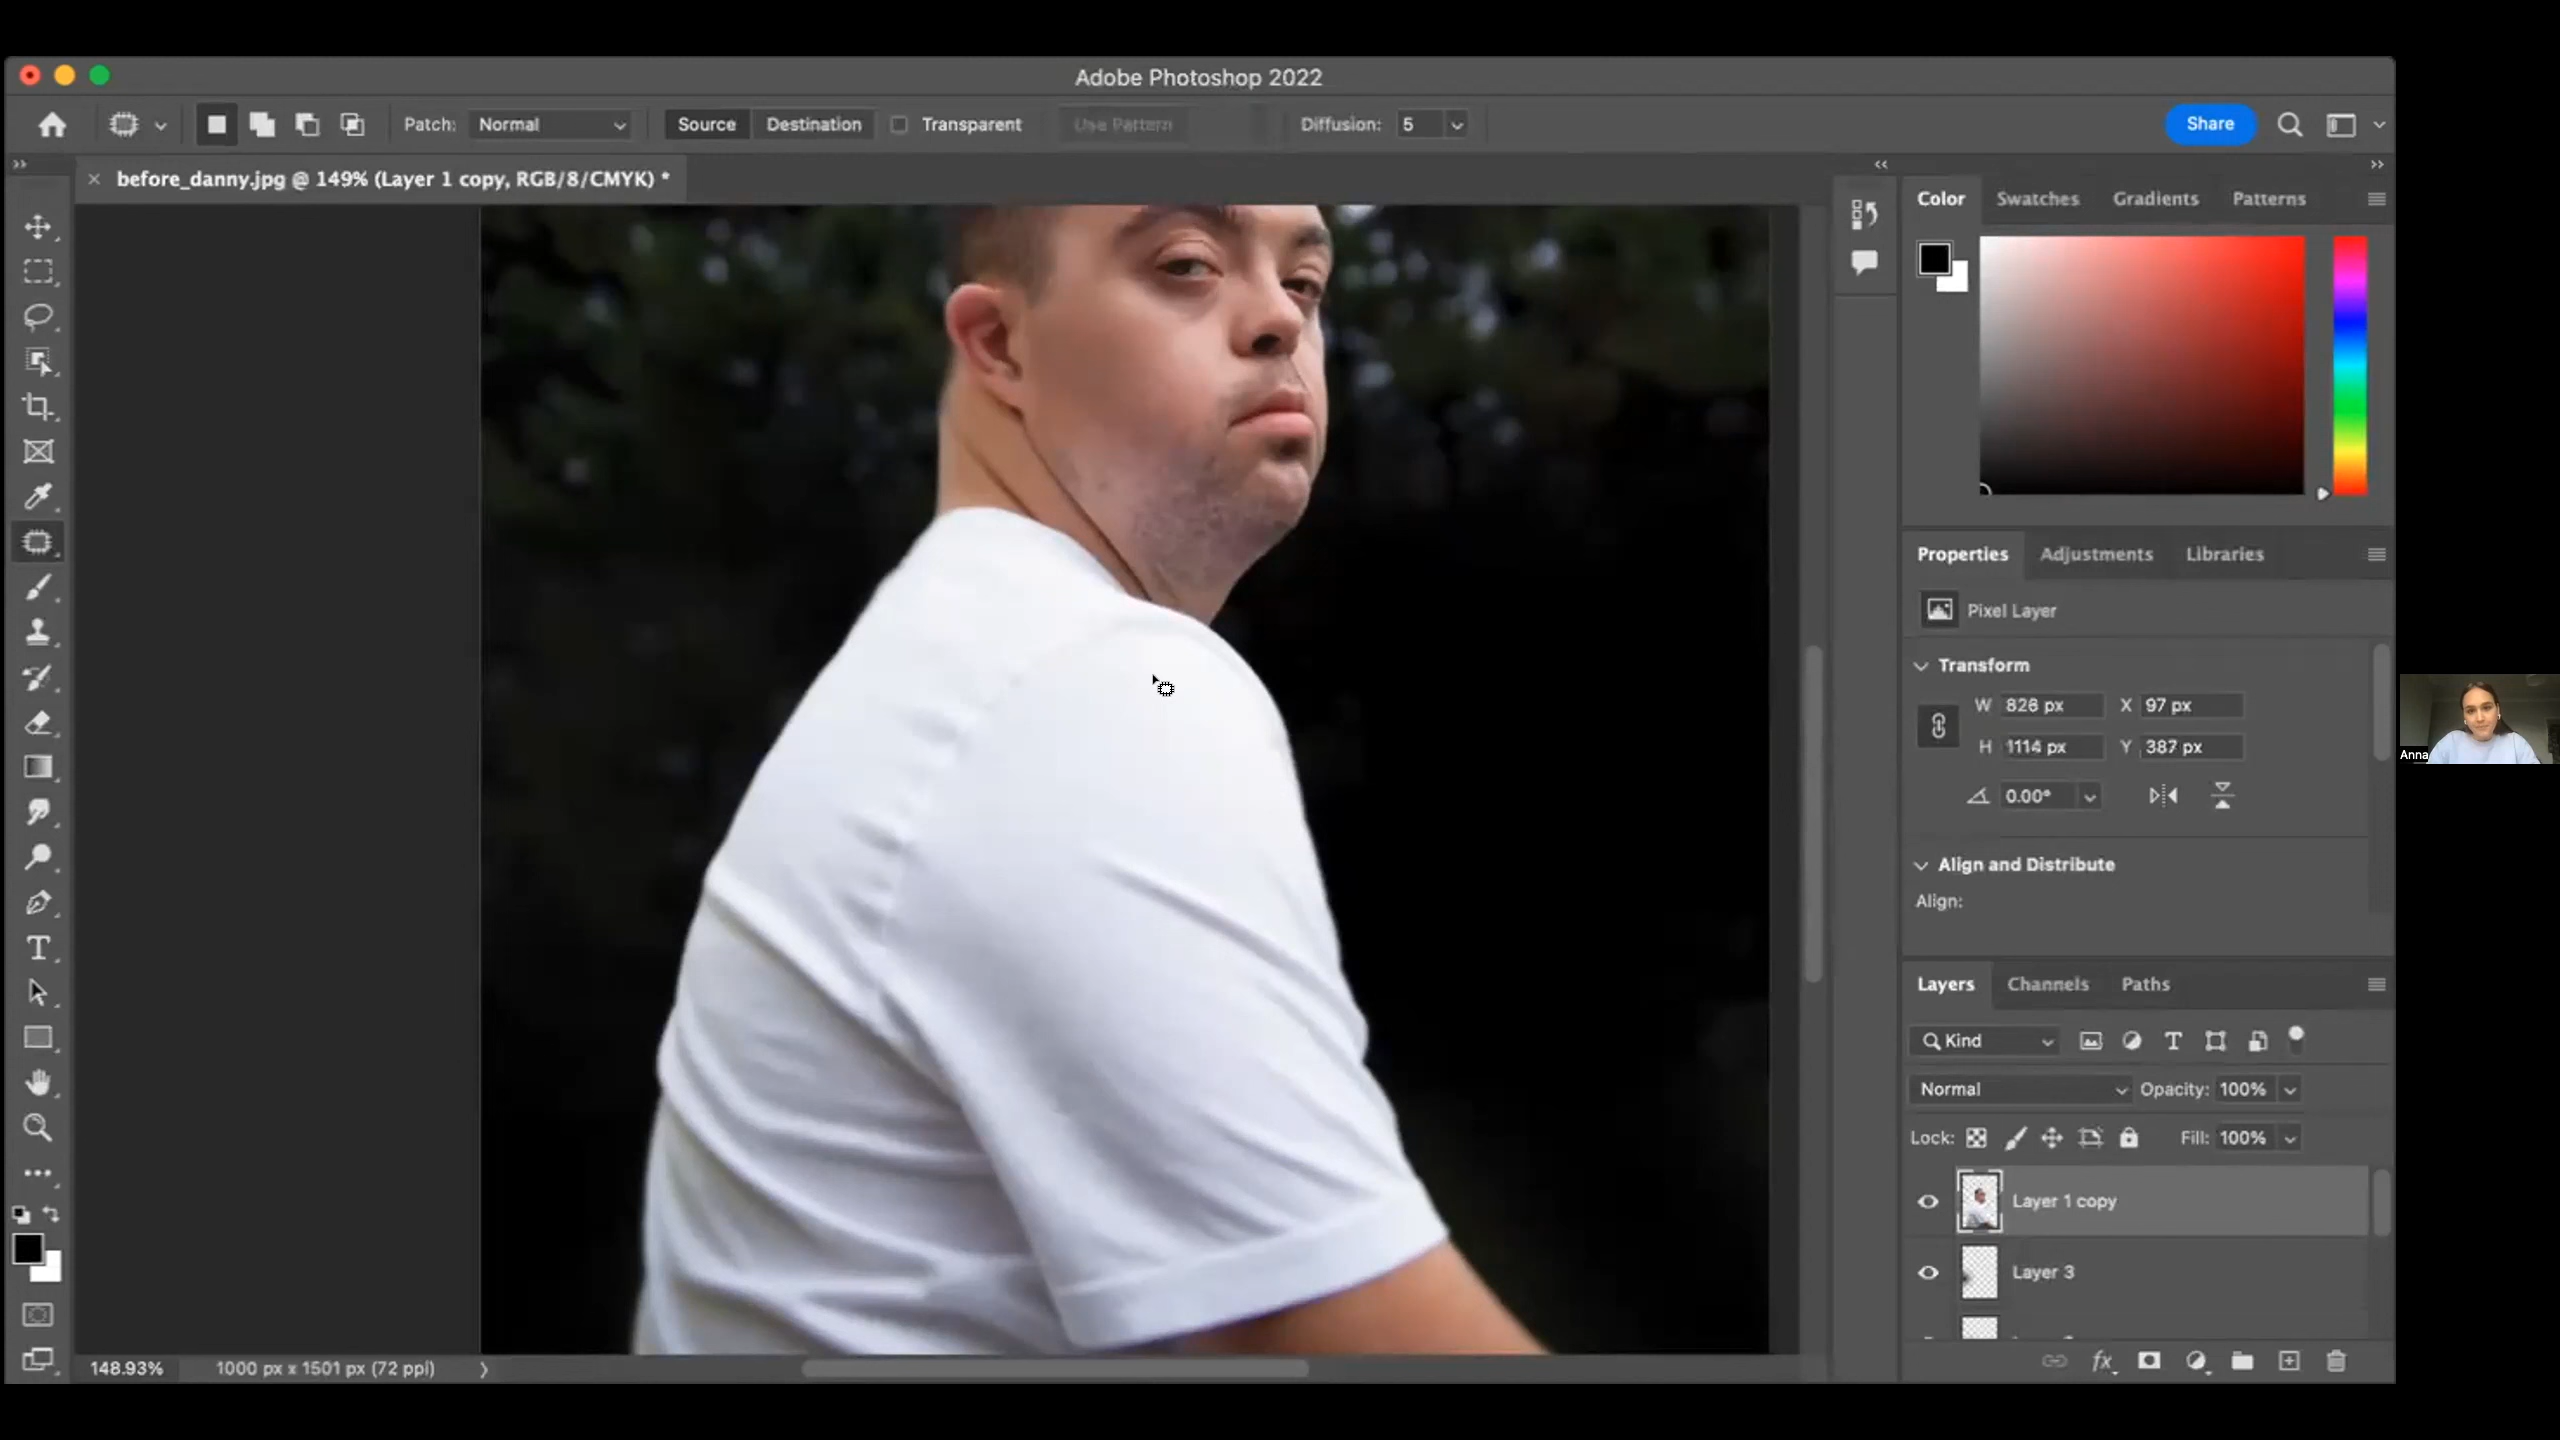 Adobe Photoshop 2022
Patch: Normal Source Destination Transparent Use Pattern Diffusion: 5 Share
before_danny.jpg @ 149% (Layer 1 copy, RGB/8/CMYK) *
Color Swatches Gradients Patterns
Properties Adjustments Libraries
Pixel Layer
Transform
W 828 px X 97 px
H 1114 px Y 387 px
0.00°
Align and Distribute
Align:
Anna
Layers Channels Paths
Kind
Normal Opacity: 100%
Lock: Fill: 100%
Layer 1 copy
Layer 3
148.93% 1000 px x 1501 px (72 ppi)